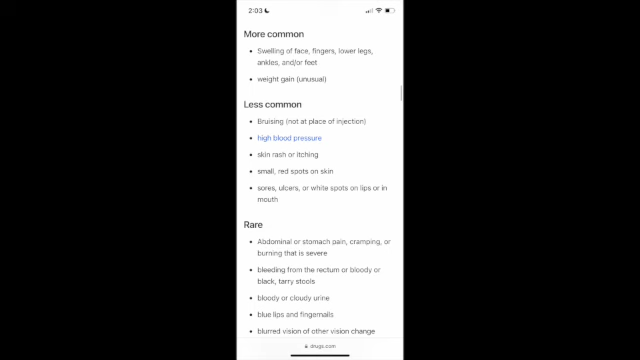 2:03
More common
• Swelling of face, fingers, lower legs,
ankles, and/or feet
• weight gain (unusual)
Less common
• Bruising (not at place of injection)
• high blood pressure
• skin rash or itching
• small, red spots on skin
• sores, ulcers, or white spots on lips or in
mouth
Rare
• Abdominal or stomach pain, cramping, or
burning that is severe
• bleeding from the rectum or bloody or
black, tarry stools
• bloody or cloudy urine
• blue lips and fingernails
• blurred vision of other vision change
drugs.com